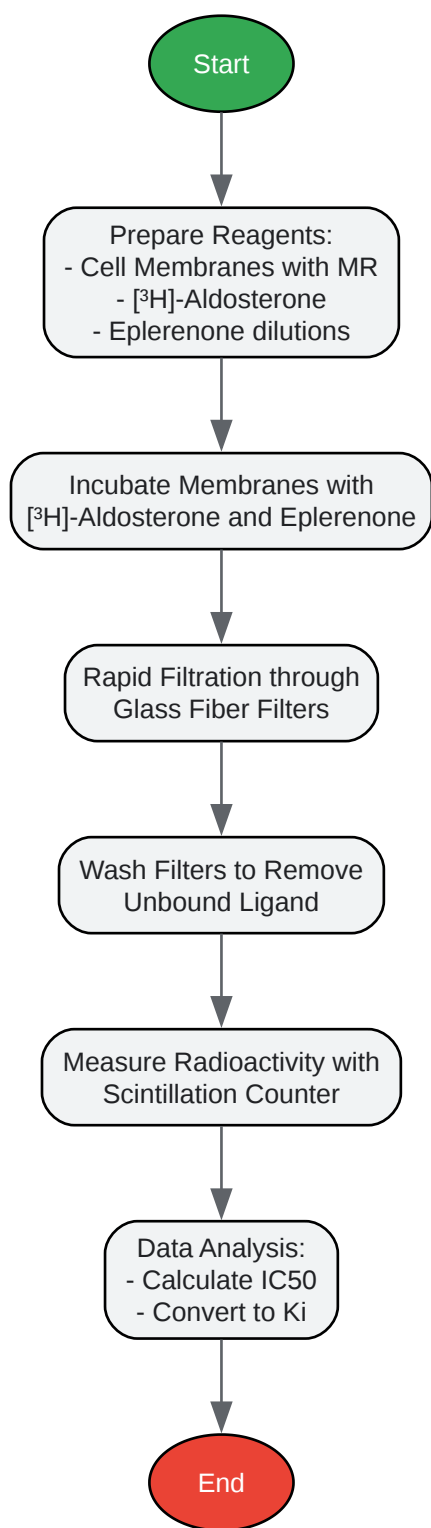 Start
Prepare Reagents:
- Cell Membranes with MR
- [³H]-Aldosterone
- Eplerenone dilutions
Incubate Membranes with
[³H]-Aldosterone and Eplerenone
Rapid Filtration through
Glass Fiber Filters
Wash Filters to Remove
Unbound Ligand
Measure Radioactivity with
Scintillation Counter
Data Analysis:
- Calculate IC50
- Convert to Ki
End